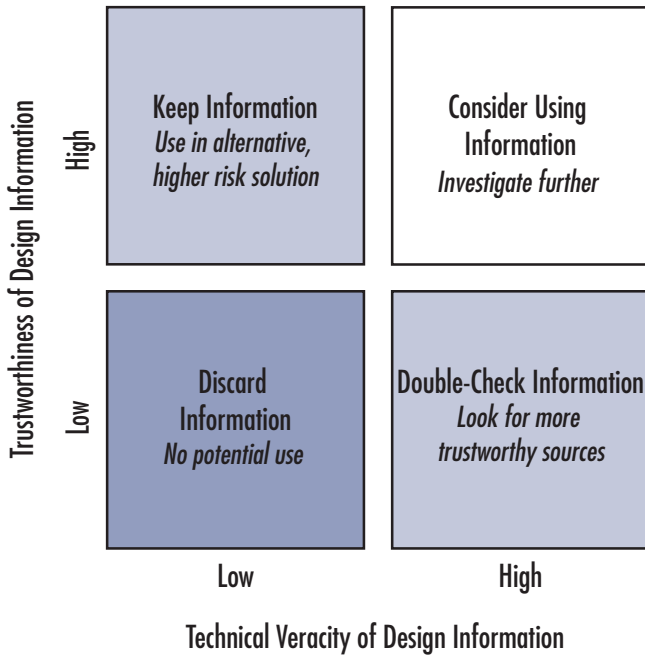 Trustworthiness of Design Information
High
Keep Information
Use in alternative,
higher risk solution
Consider Using
Information
Investigate further
Low
Discard
Information
No potential use
Double-Check Information
Look for more
trustworthy sources
Low
High
Technical Veracity of Design Information